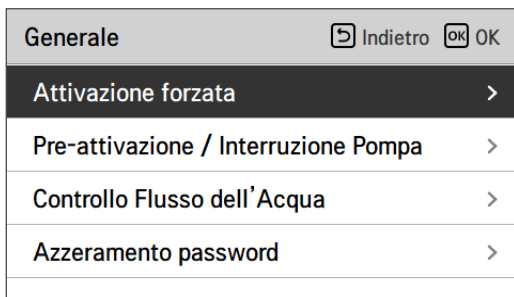 Generale Indietro OK OK
Attivazione forzata
Pre-attivazione / Interruzione Pompa
Controllo Flusso dell'Acqua
Azzeramento password